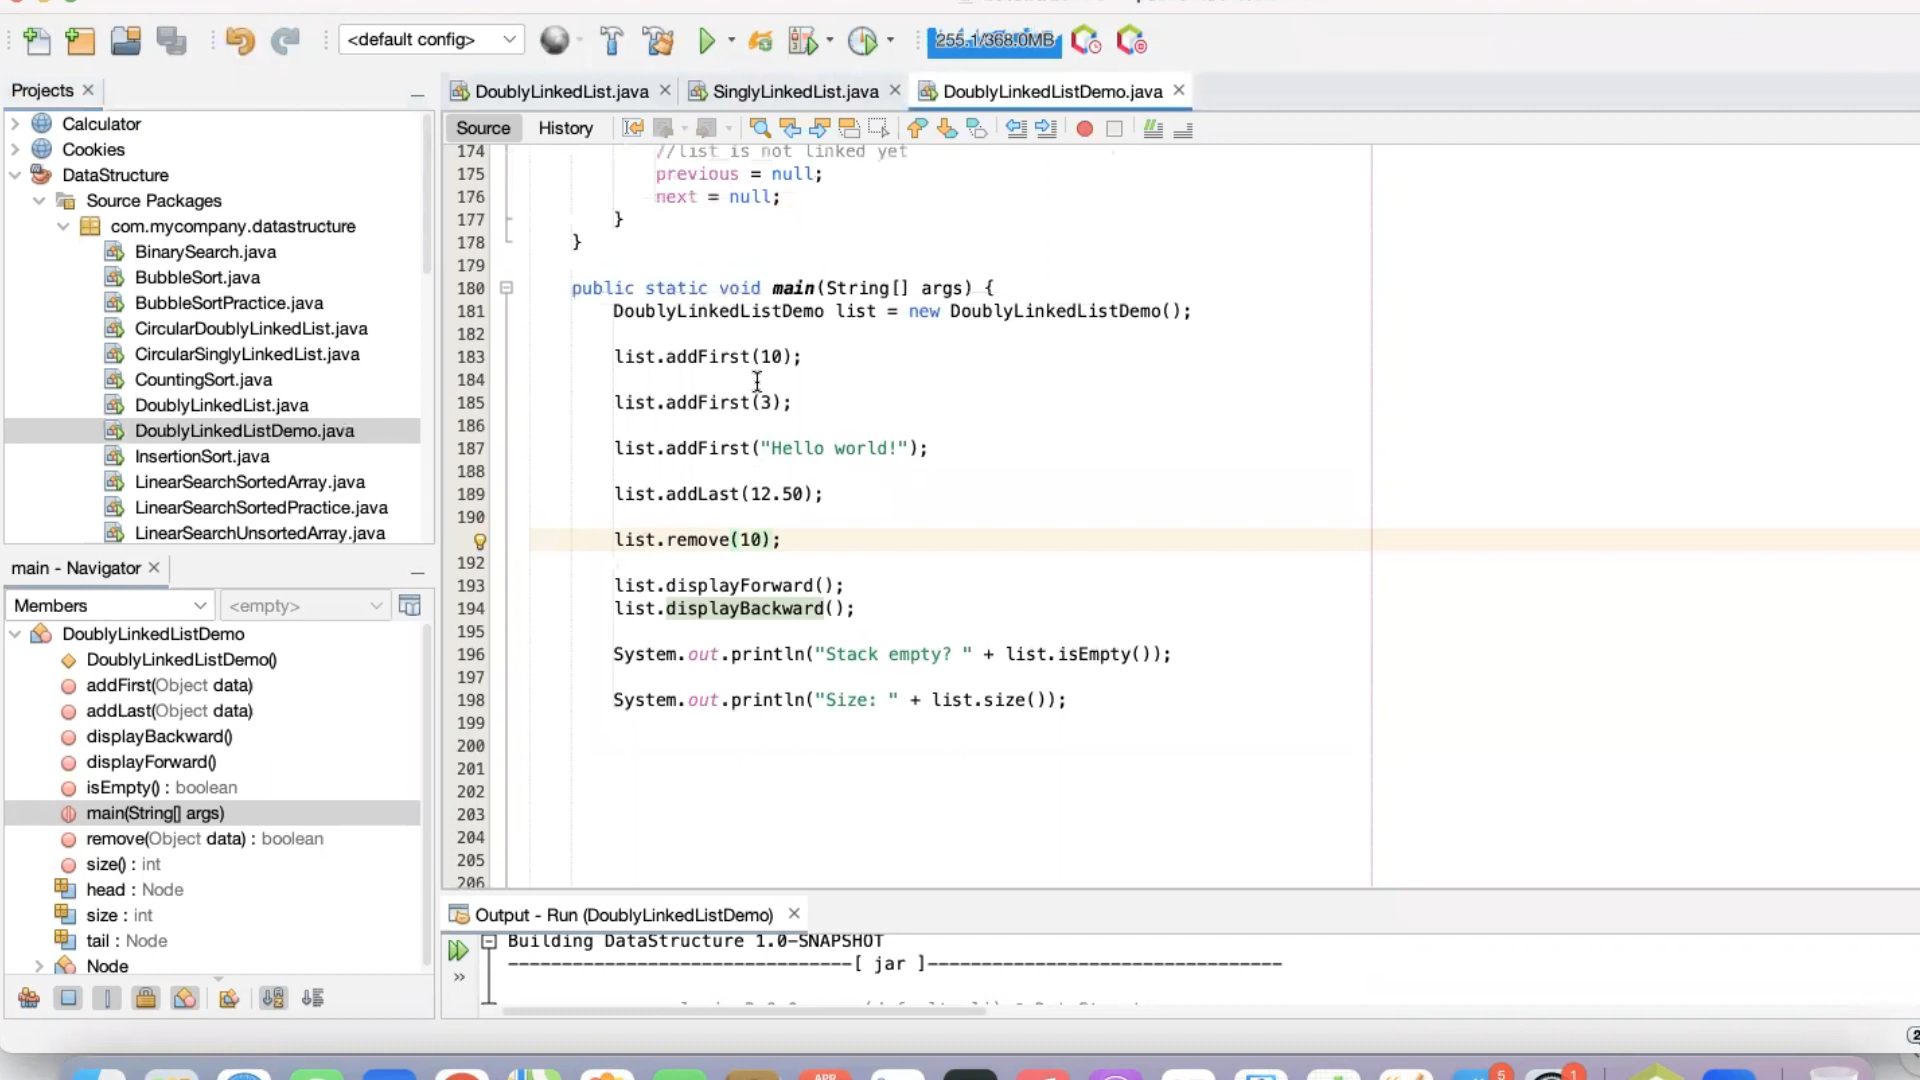 <default config>
255.1/368.0MB
Projects
DoublyLinkedList.java
SinglyLinkedList.java
DoublyLinkedListDemo.java
Calculator
Cookies
DataStructure
Source Packages
com.mycompany.datastructure
BinarySearch.java
BubbleSort.java
BubbleSortPractice.java
CircularDoublyLinkedList.java
CircularSinglyLinkedList.java
CountingSort.java
DoublyLinkedList.java
DoublyLinkedListDemo.java
InsertionSort.java
LinearSearchSortedArray.java
LinearSearchSortedPractice.java
LinearSearchUnsortedArray.java
main - Navigator
Members
<empty>
DoublyLinkedListDemo
DoublyLinkedListDemo()
addFirst(Object data)
addLast(Object data)
displayBackward()
displayForward()
isEmpty() : boolean
main(String[] args)
remove(Object data) : boolean
size() : int
head : Node
size : int
tail : Node
Node
Source
History
174 //list is not linked yet
175 previous = null;
176 next = null;
177 }
178 }
179
180 public static void main(String[] args) {
181 DoublyLinkedListDemo list = new DoublyLinkedListDemo();
182
183 list.addFirst(10);
184
185 list.addFirst(3);
186
187 list.addFirst("Hello world!");
188
189 list.addLast(12.50);
190
list.remove(10);
192
193 list.displayForward();
194 list.displayBackward();
195
196 System.out.println("Stack empty? " + list.isEmpty());
197
198 System.out.println("Size: " + list.size());
199
200
201
202
203
204
205
206
Output - Run (DoublyLinkedListDemo)
Building DataStructure 1.0-SNAPSHOT
--------------------------------[ jar ]---------------------------------
APR
5
1